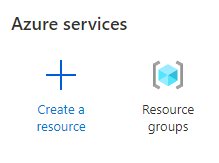 Azure services
Create a
resource
Resource
groups